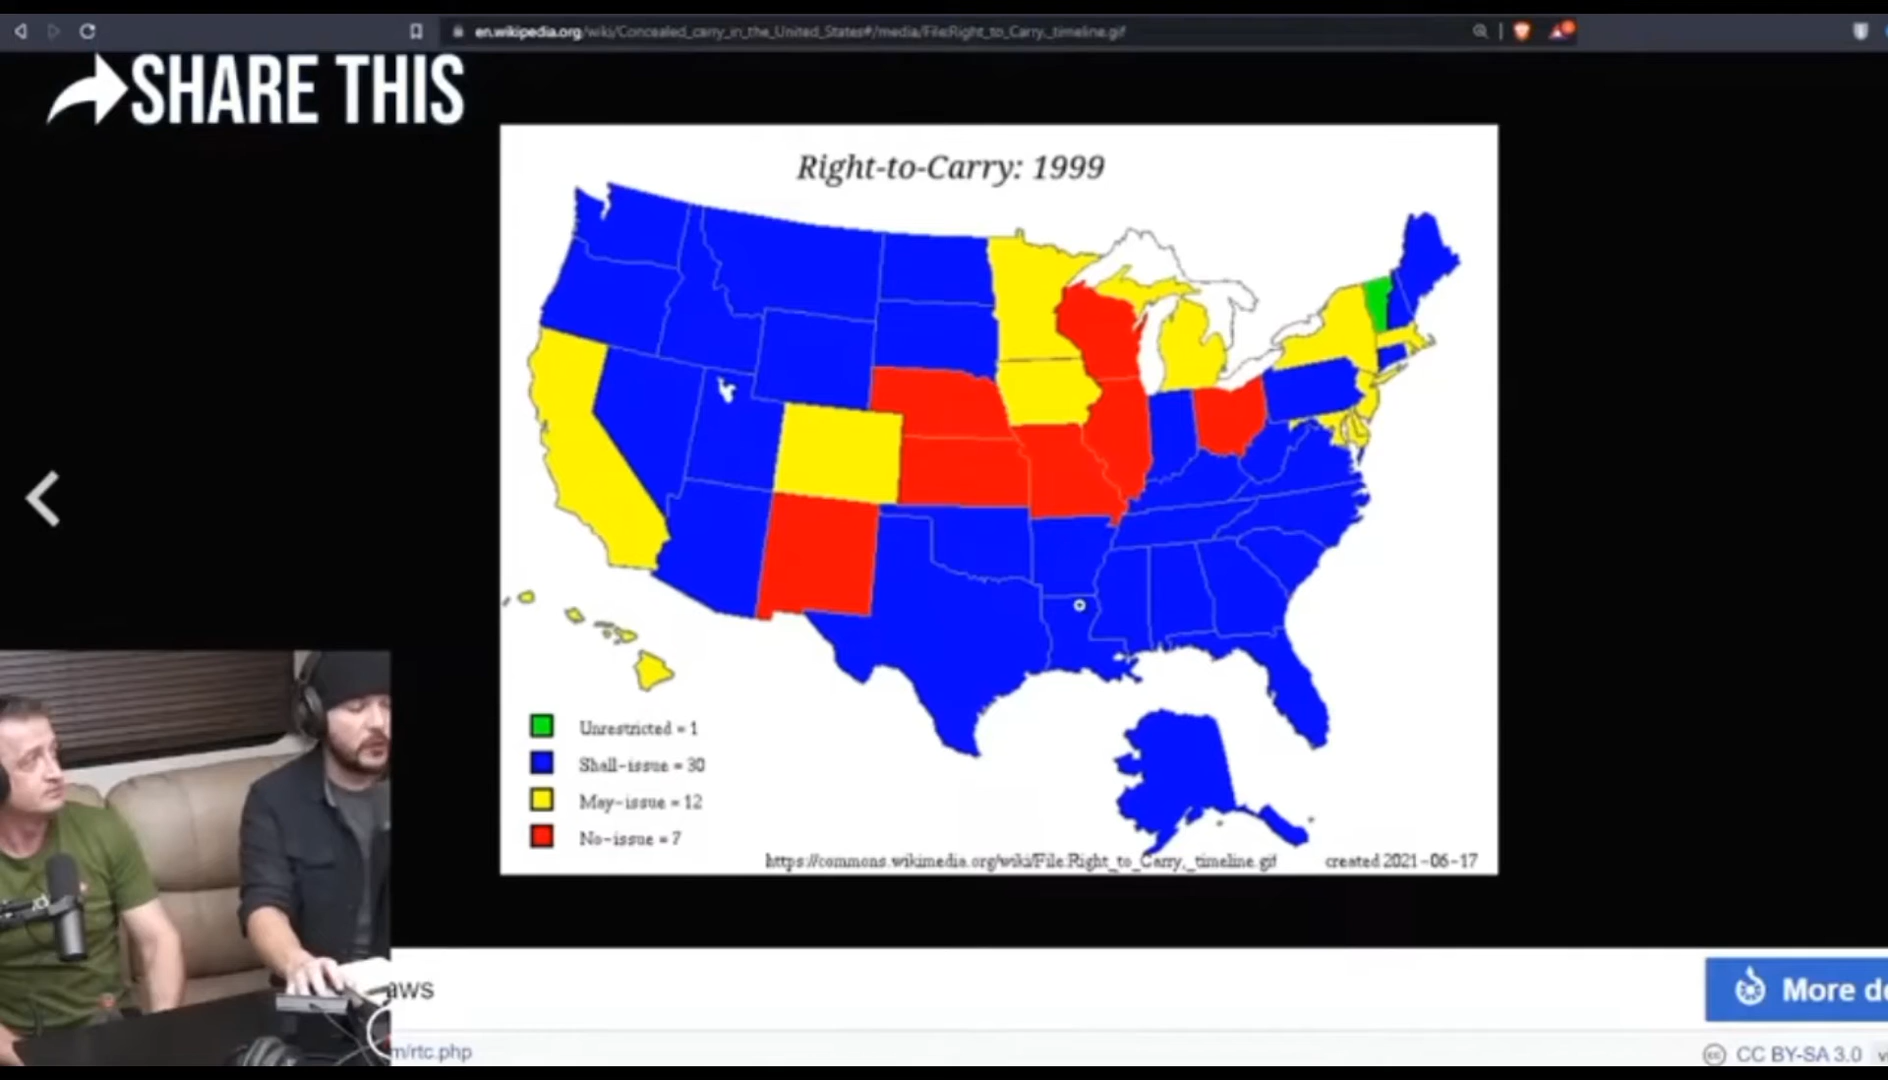 en.wikipedia.org/wiki/Concealed_carry_in_the_United_States#/media/File:Right_to_Carry,_timeline.gif
SHARE THIS
Right-to-Carry: 1999
Unrestricted = 1
Shall-issue = 30
May-issue = 12
No-issue = 7
https://commons.wikimedia.org/wiki/File:Right_to_Carry,_timeline.gif created 2021-06-17
aws
More de
m/rtc.php
cc CC BY-SA 3.0